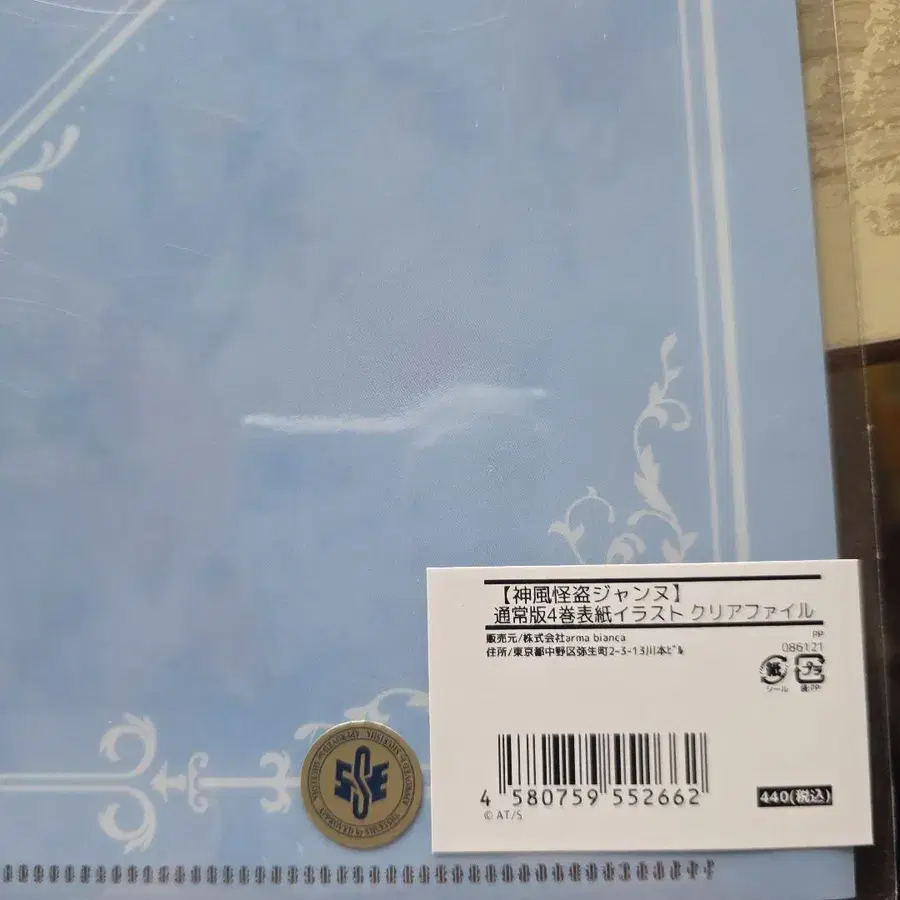 【神風怪盗ジャンヌ】
通常版4巻表紙イラスト クリアファイル
販売元/株式会社arma bianca
住所/東京都中野区弥生町2-3-13川本ビル
PP
086121
紙
プラ
シール
袋:PP
4 580759 552662
440(税込)
© AT/S